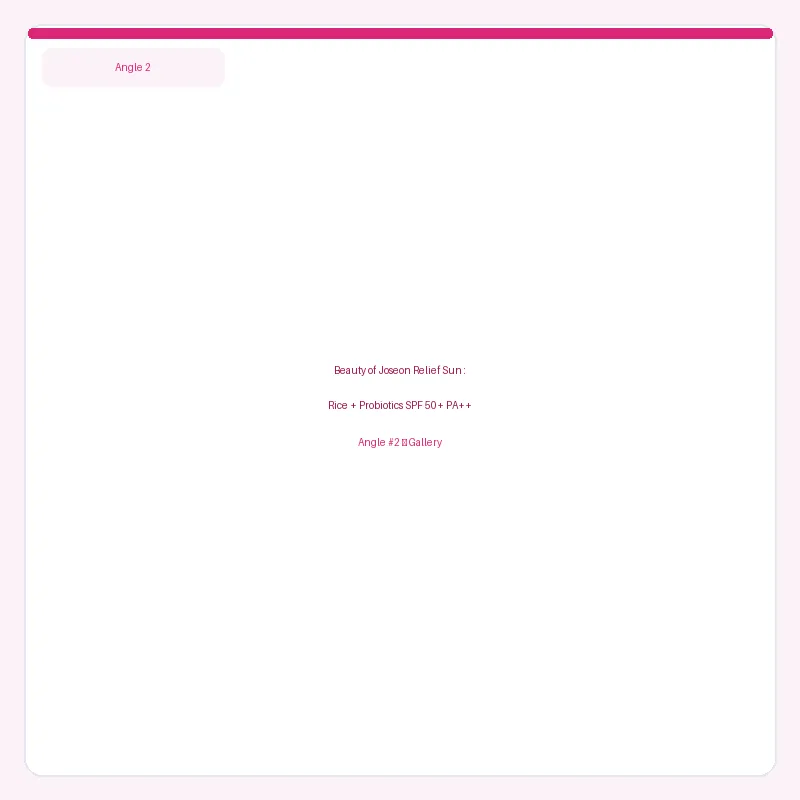 Angle 2
Beauty of Joseon Relief Sun :
Rice + Probiotics SPF 50+ PA++
Angle #2 Gallery